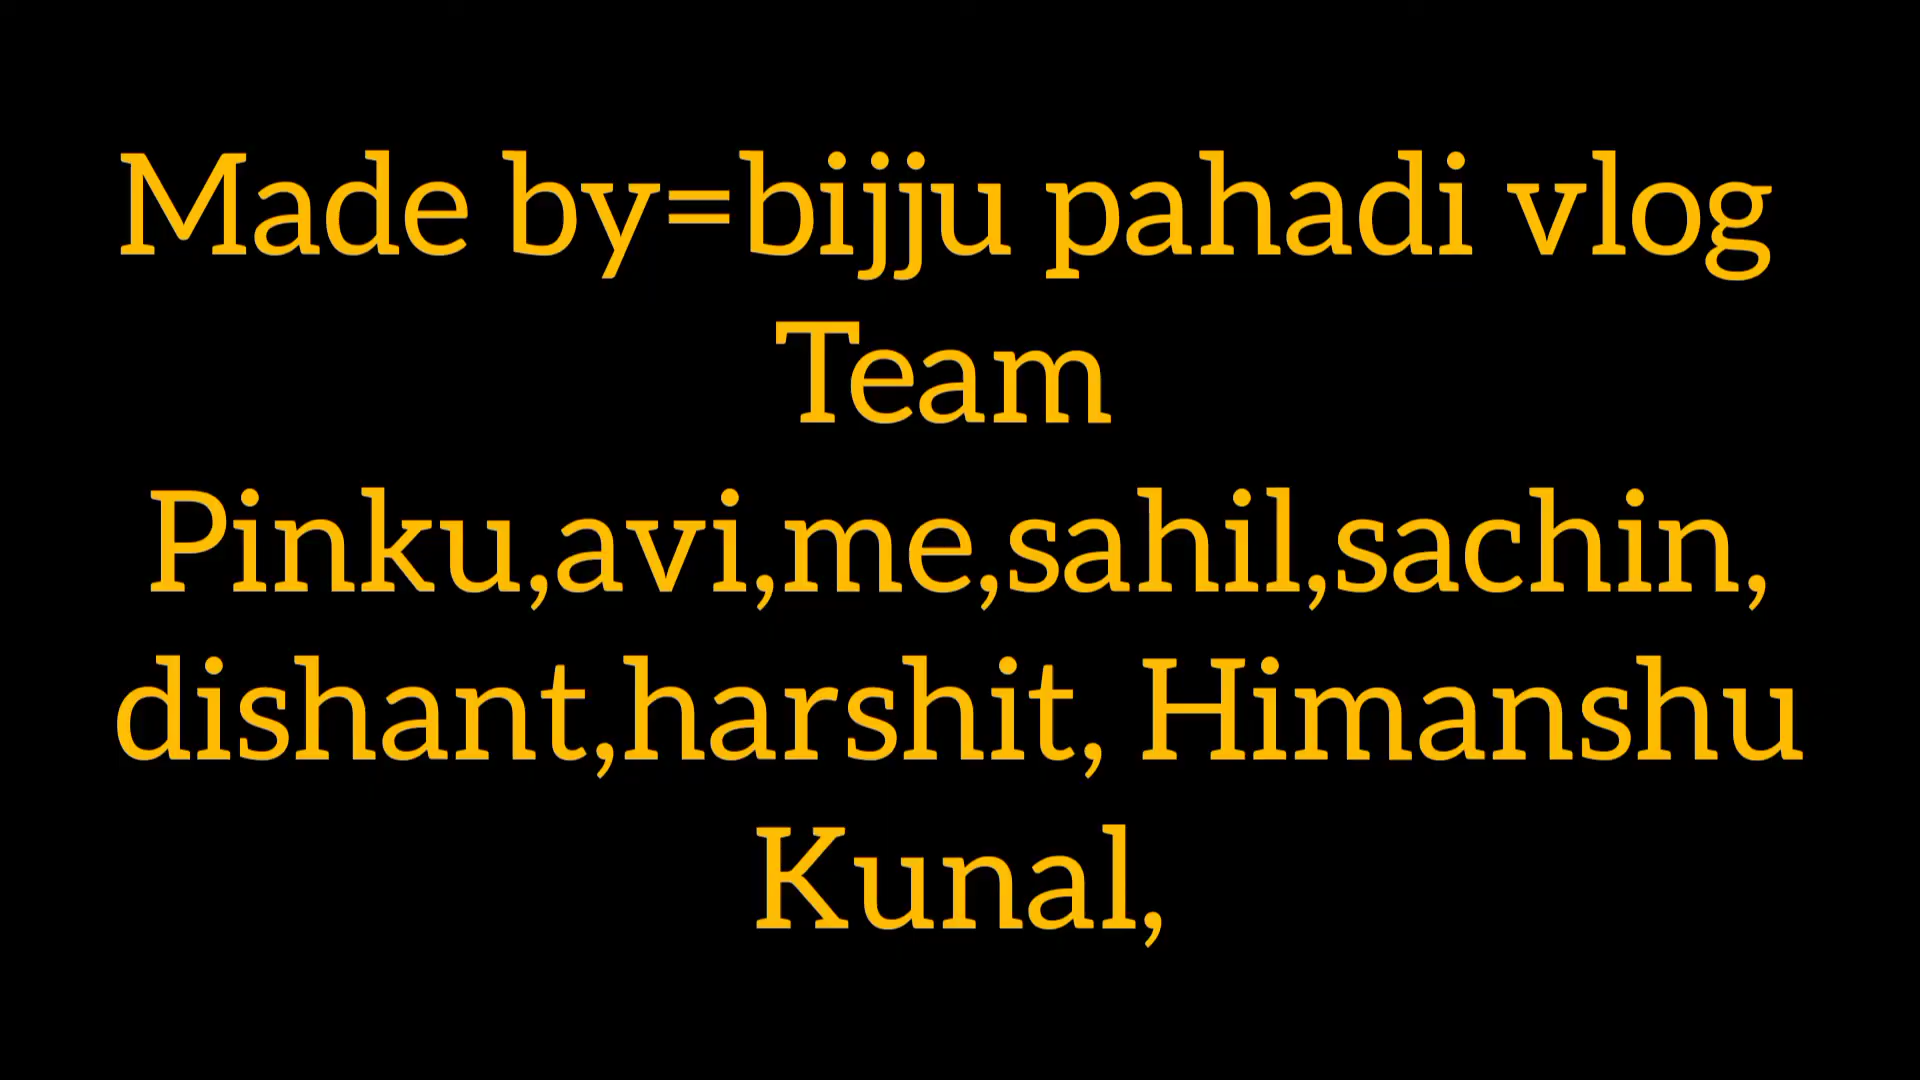 Made by=bijju pahadi vlog
Team
Pinku,avi,me,sahil,sachin,
dishant,harshit, Himanshu
Kunal,